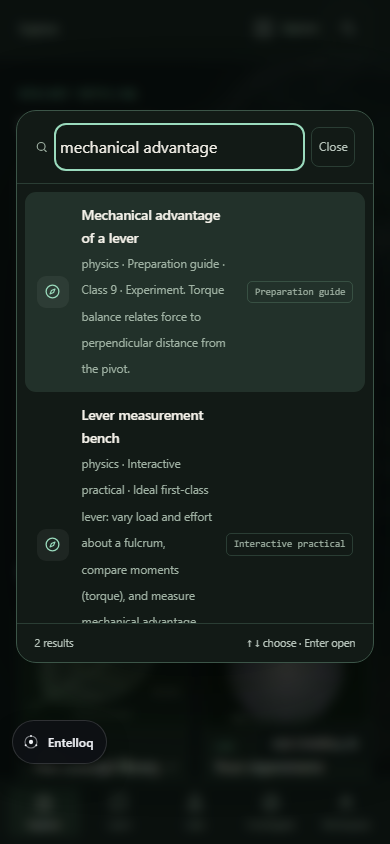 mechanical advantage
Close
Mechanical advantage
of a lever
physics · Preparation guide ·
Class 9 · Experiment. Torque
balance relates force to
perpendicular distance from
the pivot.
Preparation guide
Lever measurement
bench
physics · Interactive
practical · Ideal first-class
lever: vary load and effort
about a fulcrum,
compare moments
(torque), and measure
mechanical advantage
Interactive practical
2 results
↑↓ choose · Enter open
Entelloq